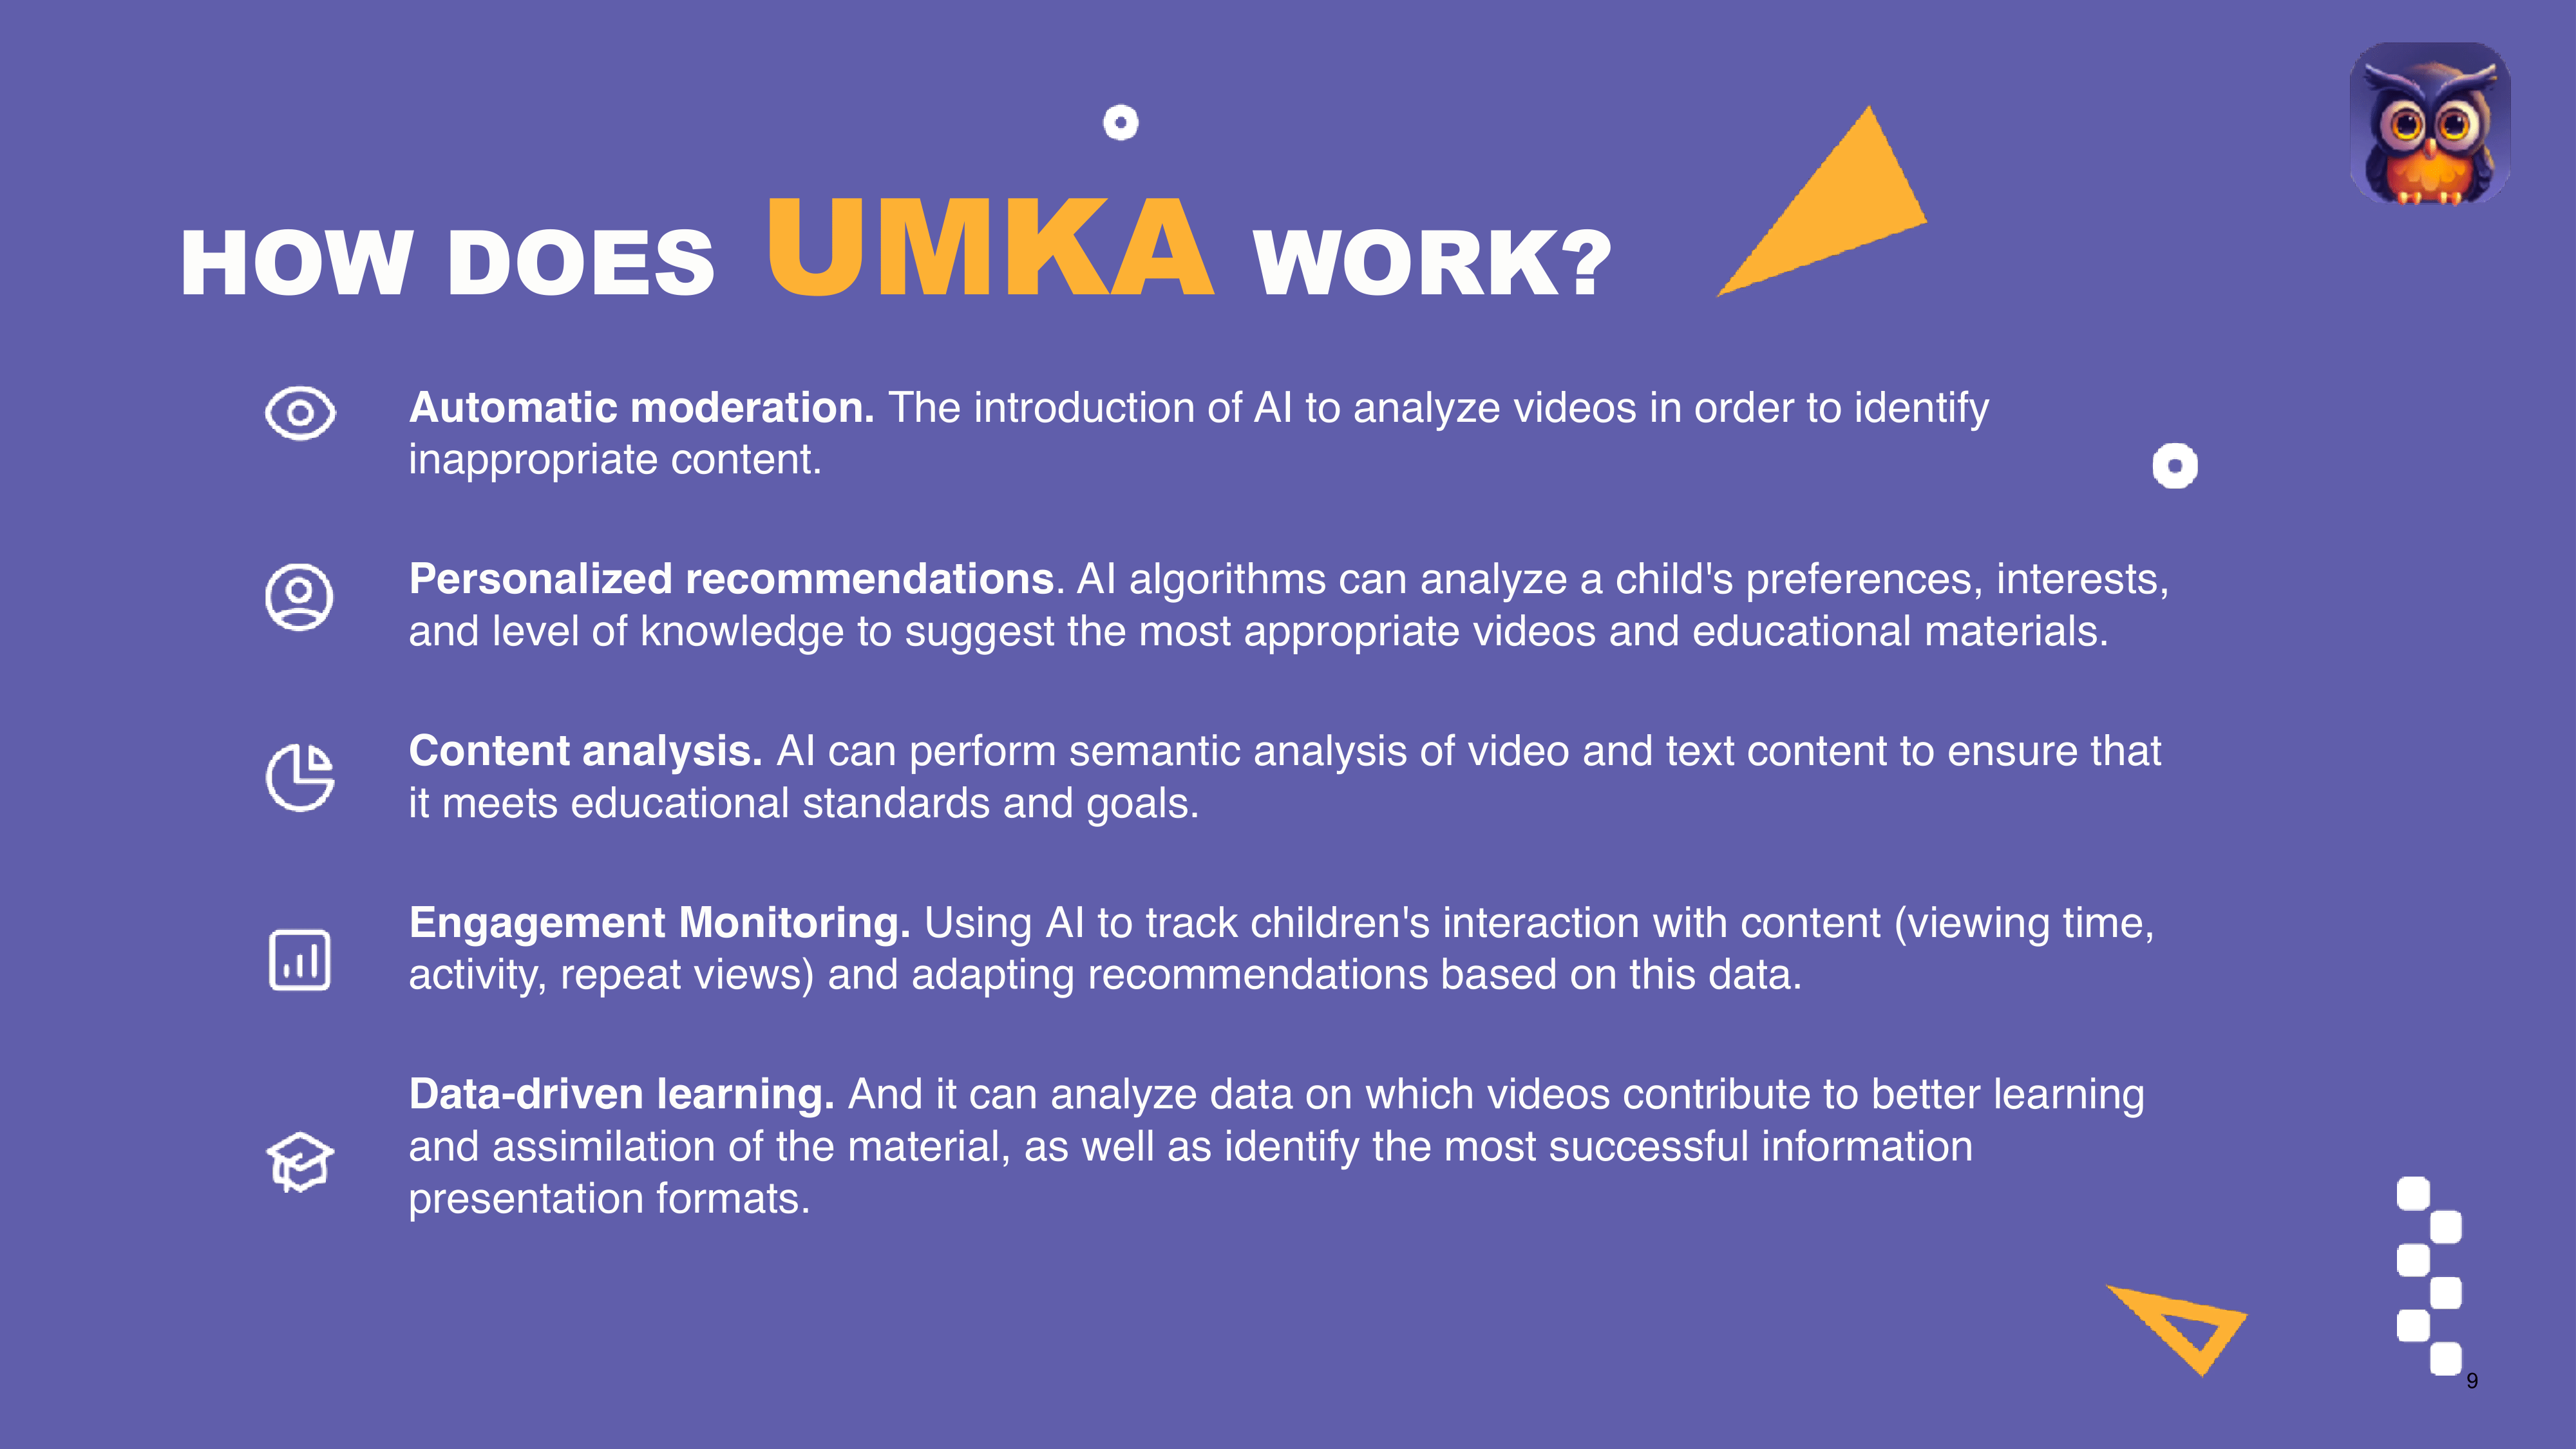 HOW DOES UMKA WORK?
Automatic moderation. The introduction of AI to analyze videos in order to identify
inappropriate content.
Personalized recommendations. AI algorithms can analyze a child's preferences, interests,
and level of knowledge to suggest the most appropriate videos and educational materials.
Content analysis. AI can perform semantic analysis of video and text content to ensure that
it meets educational standards and goals.
Engagement Monitoring. Using AI to track children's interaction with content (viewing time,
activity, repeat views) and adapting recommendations based on this data.
Data-driven learning. And it can analyze data on which videos contribute to better learning
and assimilation of the material, as well as identify the most successful information
presentation formats.
9